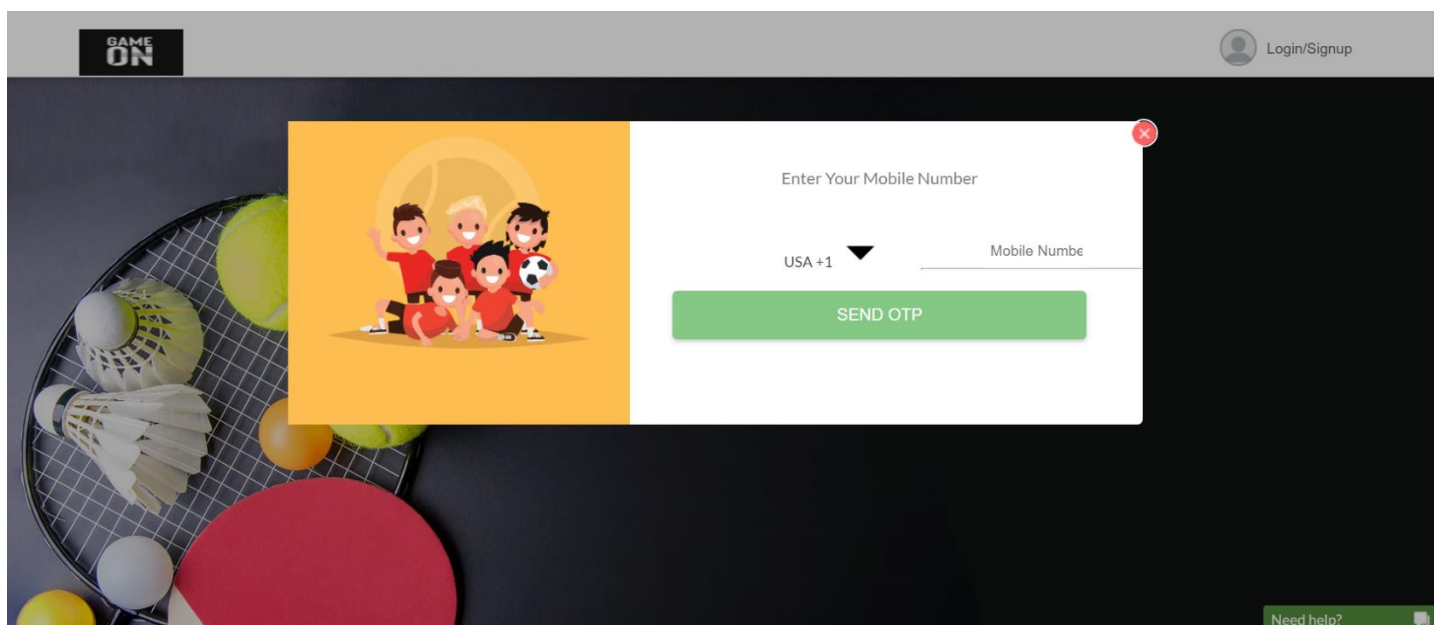 GAME
ON
Login/Signup
Enter Your Mobile Number
USA +1
Mobile Numbe
SEND OTP
Need help?